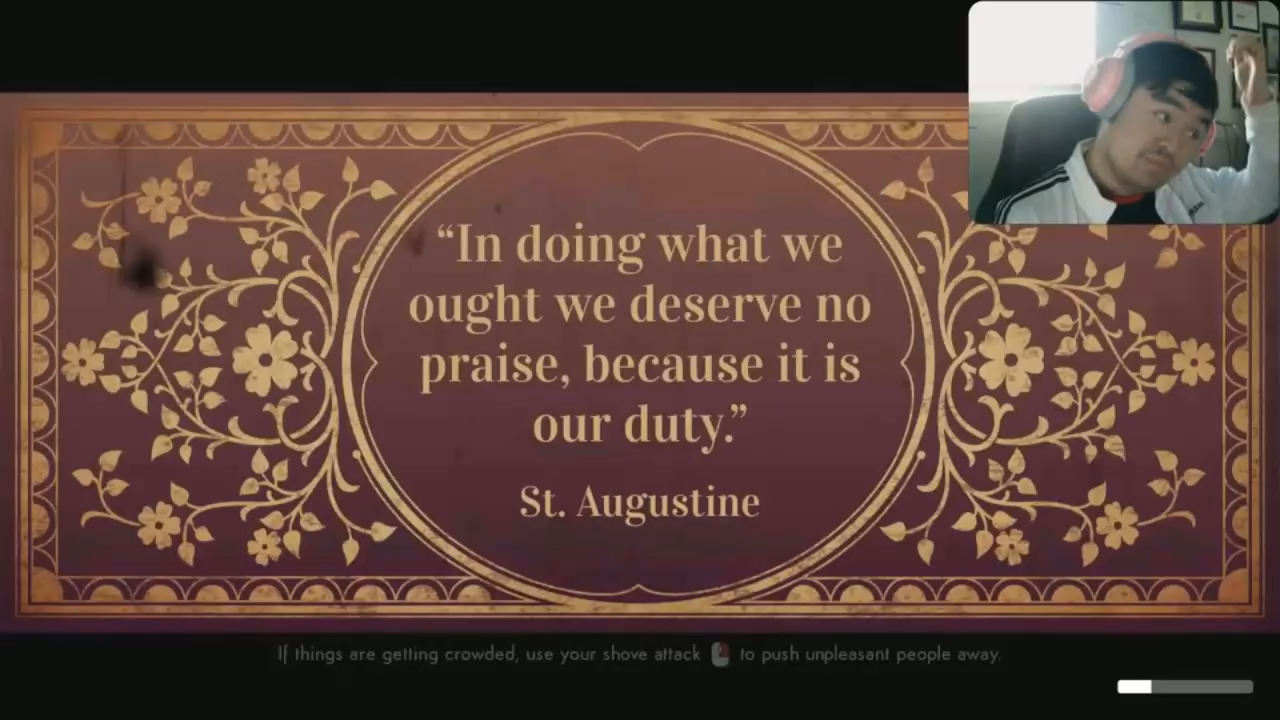 “In doing what we
ought we deserve no
praise, because it is
our duty.”
St. Augustine
If things are getting crowded, use your shove attack to push unpleasant people away.